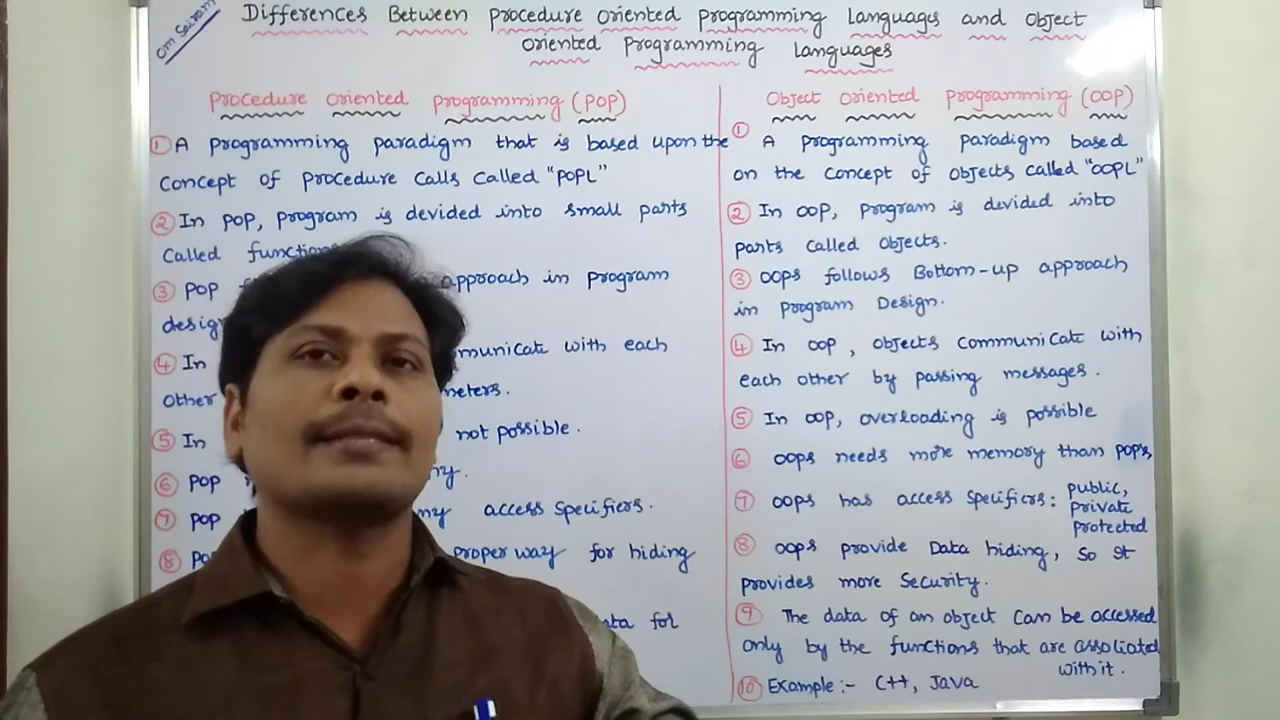 Om Sairam
Differences Between Procedure Oriented Programming Languages and Object
Oriented Programming Languages
Procedure Oriented Programming (POP)
① A programming paradigm that is based upon the
Concept of Procedure Calls Called "POPL"
② In POP, Program is devided into small parts
Called functions
③ POP approach in program
④ In communicate with each
Other
⑤ In not possible.
⑥ POP
⑦ POP access specifiers.
⑧ proper way for hiding
data for
Object Oriented Programming (OOP)
① A programming paradigm based
on the concept of objects called "OOPL"
② In OOP, Program is devided into
parts called objects.
③ OOPs follows Bottom-up approach
in Program Design.
④ In OOP, objects communicate with
each other by passing messages.
⑤ In OOP, overloading is possible
⑥ OOPs needs more memory than POP's
⑦ OOPs has access specifiers: public,
private
protected
⑧ OOPs provide Data hiding, so it
provides more security.
⑨ The data of an object can be accessed
only by the functions that are associated
with it.
⑩ Example:- C++, Java